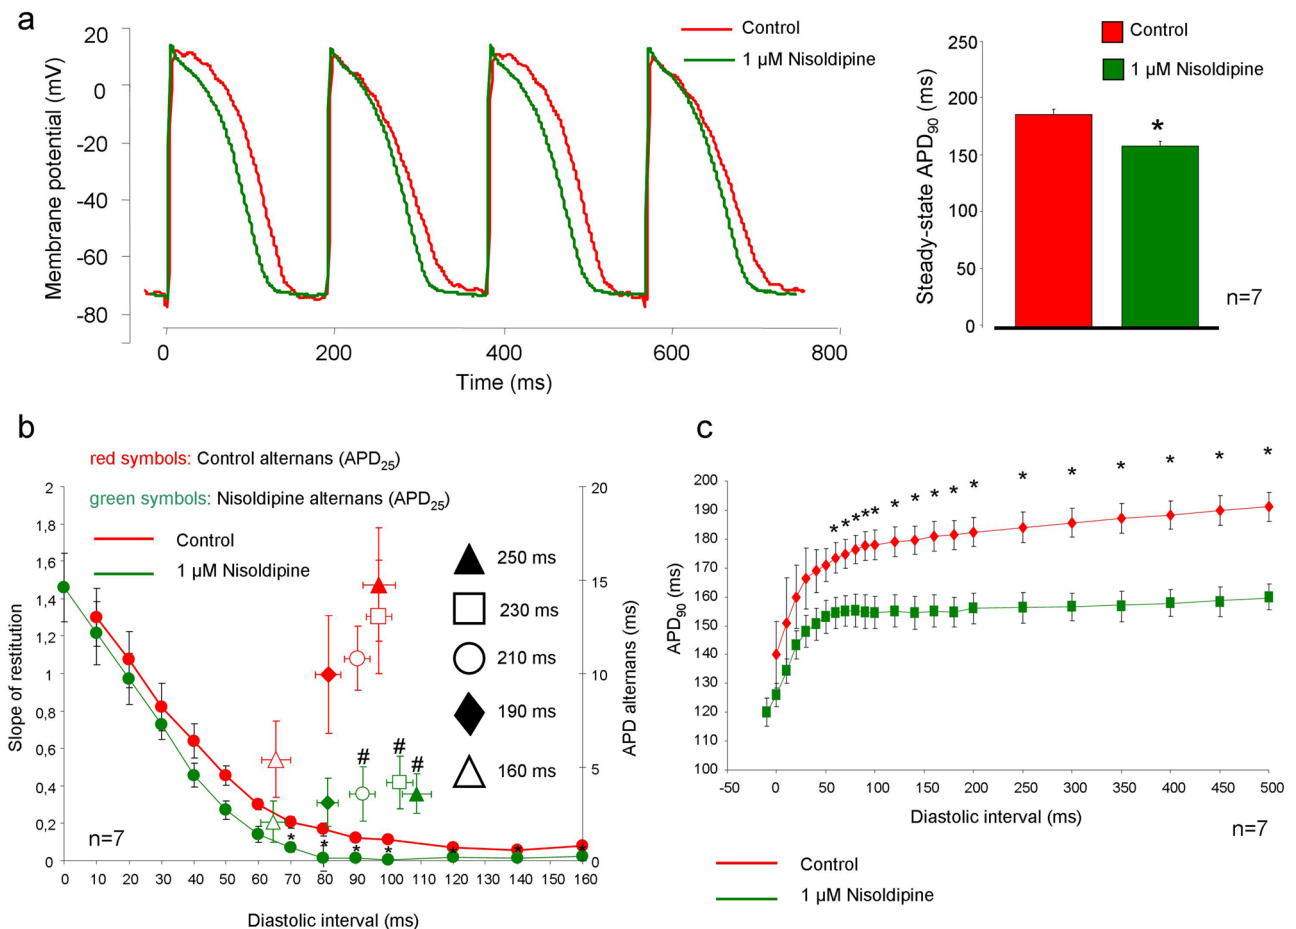 a
Control
1 µM Nisoldipine
Membrane potential (mV)
20
0
-20
-40
-60
-80
0
200
400
600
800
Time (ms)
Control
1 µM Nisoldipine
Steady-state APD90 (ms)
250
200
150
100
50
0
*
n=7
b
red symbols: Control alternans (APD25)
green symbols: Nisoldipine alternans (APD25)
Control
1 µM Nisoldipine
Slope of restitution
2
1,8
1,6
1,4
1,2
1
0,8
0,6
0,4
0,2
0
20
15
10
5
0
APD alternans (ms)
250 ms
230 ms
210 ms
190 ms
160 ms
# # #
* * * * * * *
n=7
0 10 20 30 40 50 60 70 80 90 100 110 120 130 140 150 160
Diastolic interval (ms)
c
APD90 (ms)
200
190
180
170
160
150
140
130
120
110
100
* * * * * * * * * * * * * * * *
-50 0 50 100 150 200 250 300 350 400 450 500
Diastolic interval (ms)
n=7
Control
1 µM Nisoldipine